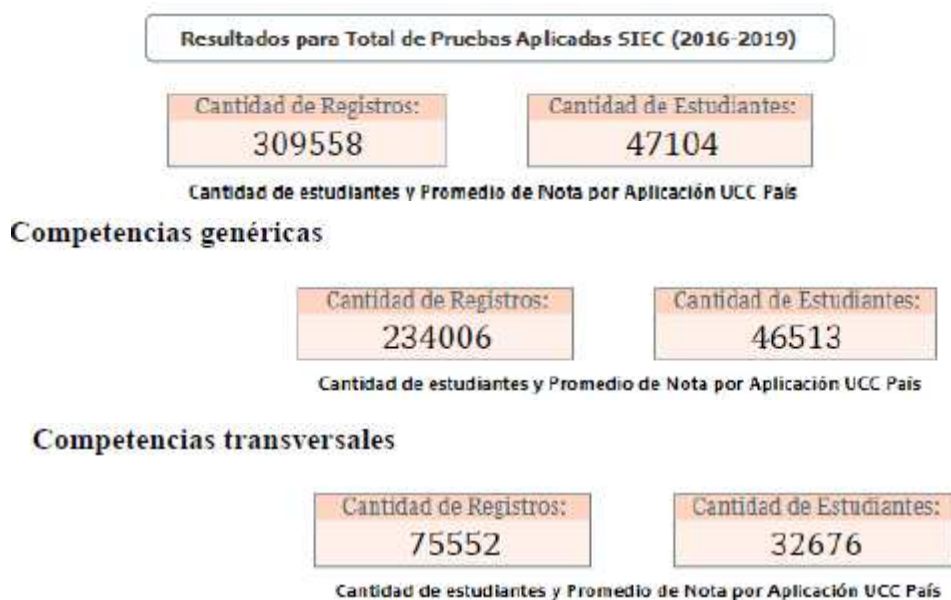 Resultados para Total de Pruebas Aplicadas SIEC (2016-2019)
Cantidad de Registros: Cantidad de Estudiantes:
309558 47104
Cantidad de estudiantes y Promedio de Nota por Aplicación UCC País
Competencias genéricas
Cantidad de Registros: Cantidad de Estudiantes:
234006 46513
Cantidad de estudiantes y Promedio de Nota por Aplicación UCC País
Competencias transversales
Cantidad de Registros: Cantidad de Estudiantes:
75552 32676
Cantidad de estudiantes y Promedio de Nota por Aplicación UCC País